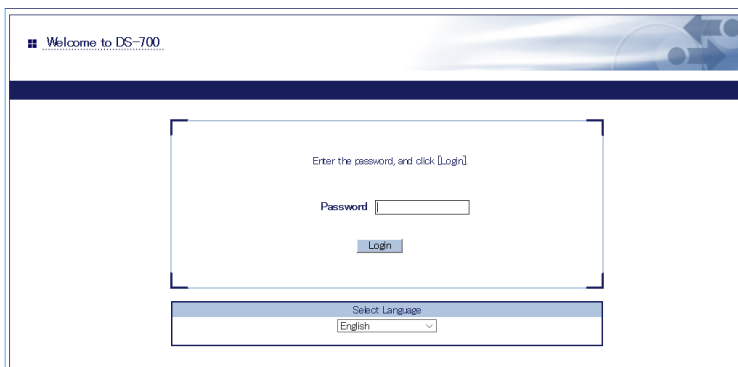 Welcome to DS-700
Enter the password, and click [Login].
Password
Login
Select Language
English